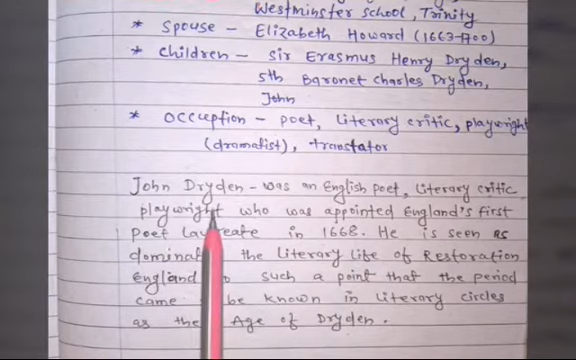 Westminster School, Trinity
* Spouse - Elizabeth Howard (1663-1700)
* Children - Sir Erasmus Henry Dryden,
5th Baronet Charles Dryden,
John
* Occuption - poet, Literary critic, playwright
(dramatist), translator
John Dryden - was an English poet, Literary critic
playwright who was appointed England's first
Poet Laureate in 1668. He is seen as
dominat the literary life of Restoration
England to such a point that the period
came be known in literary circles
as the Age of Dryden.